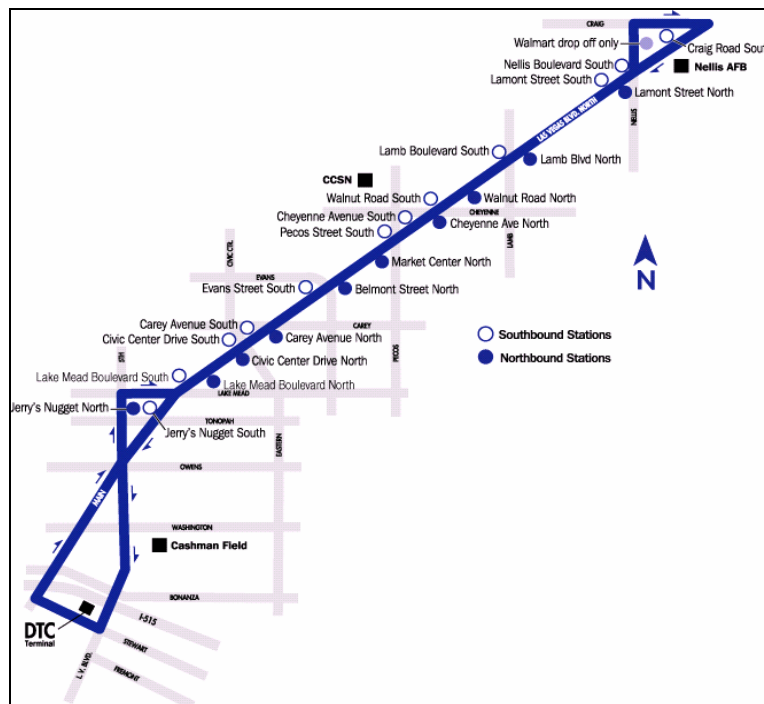 CRAIG
Walmart drop off only
Craig Road Sout
Nellis Boulevard South
Nellis AFB
Lamont Street South
Lamont Street North
NELLIS
LAS VEGAS BLVD. NORTH
Lamb Boulevard South
Lamb Blvd North
CCSN
Walnut Road South
Walnut Road North
CHEYENNE
Cheyenne Avenue South
Cheyenne Ave North
Pecos Street South
LAMB
CIVIC CTRL
Market Center North
N
EVANS
Evans Street South
Belmont Street North
Carey Avenue South
CAREY
Civic Center Drive South
Carey Avenue North
Southbound Stations
Northbound Stations
PECOS
5TH
Civic Center Drive North
Lake Mead Boulevard South
Lake Mead Boulevard North
LAKE MEAD
Jerry's Nugget North
TONOPAH
Jerry's Nugget South
EASTERN
OWENS
MAIN
WASHINGTON
Cashman Field
BONANZA
DTC
Terminal
I-515
STEWART
L.V. BLVD.
FREMONT